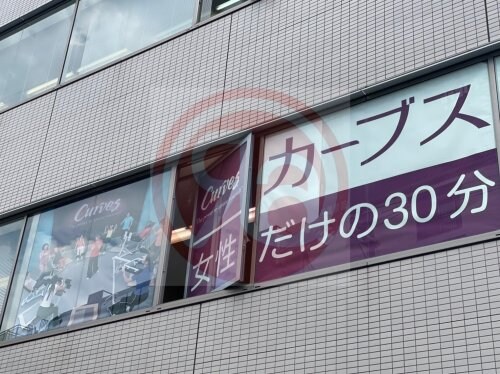 Curves
Curves
カーブス
女性
だけの30分